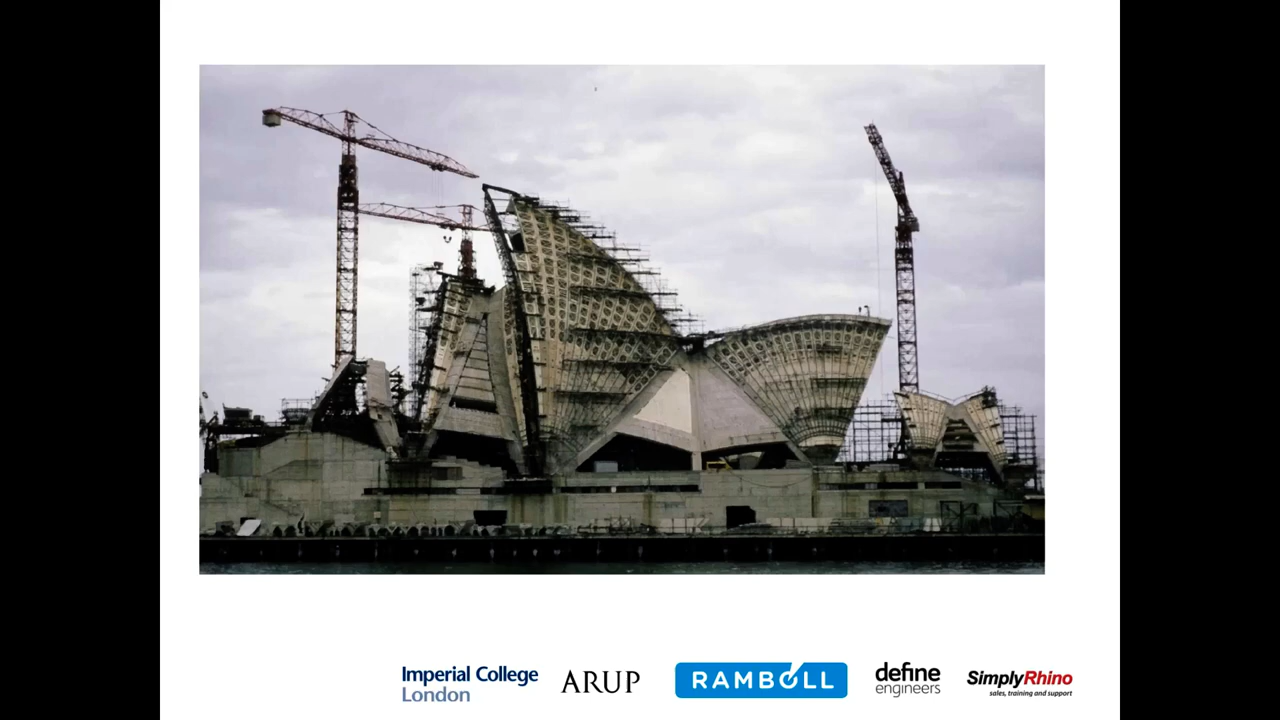 Imperial College
London
ARUP
RAMBOLL
define
engineers
SimplyRhino
sales, training and support